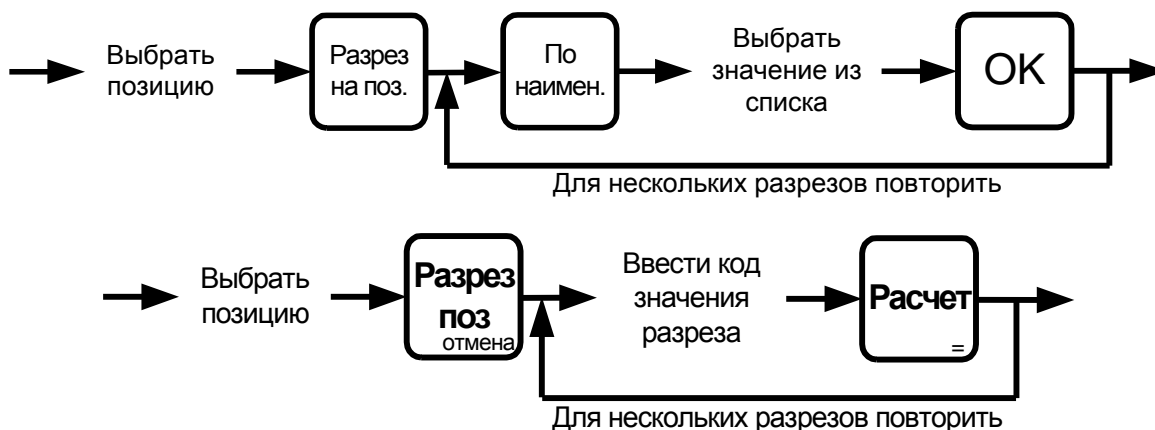 Выбрать
позицию
Разрез
на поз.
По
наимен.
Выбрать
значение из
списка
OK
Для нескольких разрезов повторить
Выбрать
позицию
Разрез
поз
отмена
Ввести код
значения
разреза
Расчет
=
Для нескольких разрезов повторить